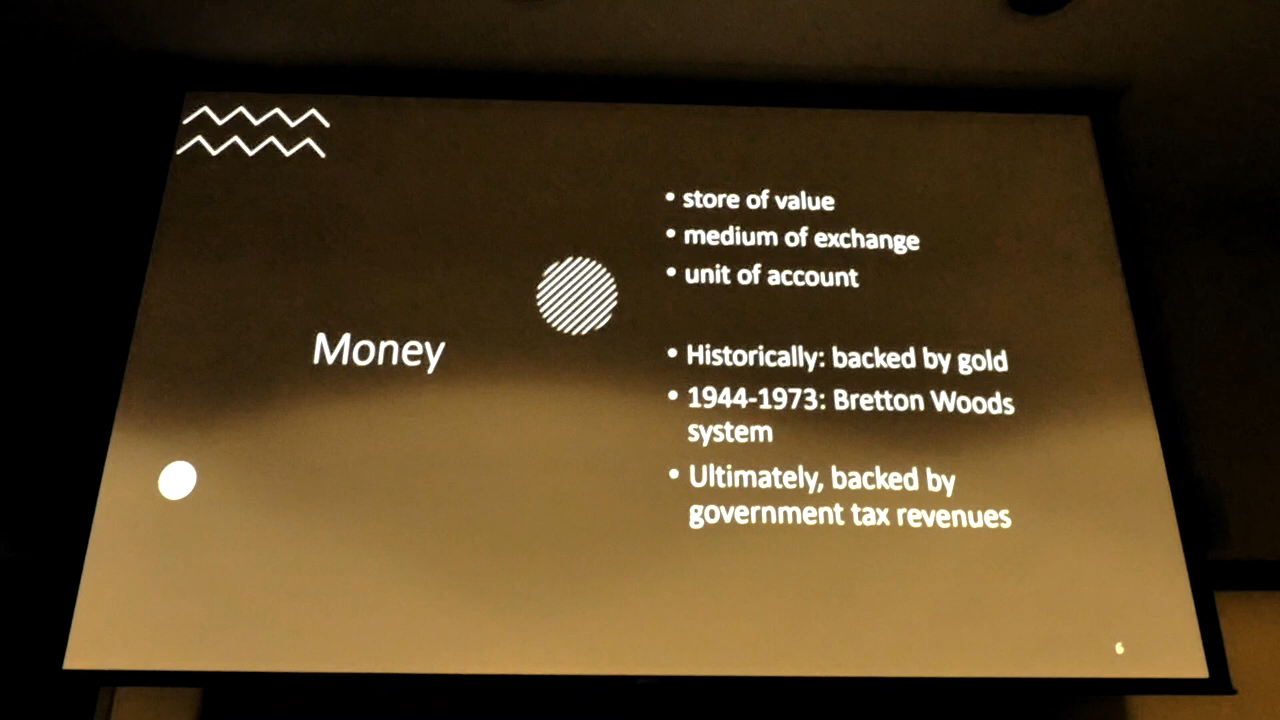 Money
• store of value
• medium of exchange
• unit of account
• Historically: backed by gold
• 1944-1973: Bretton Woods
system
• Ultimately, backed by
government tax revenues
6